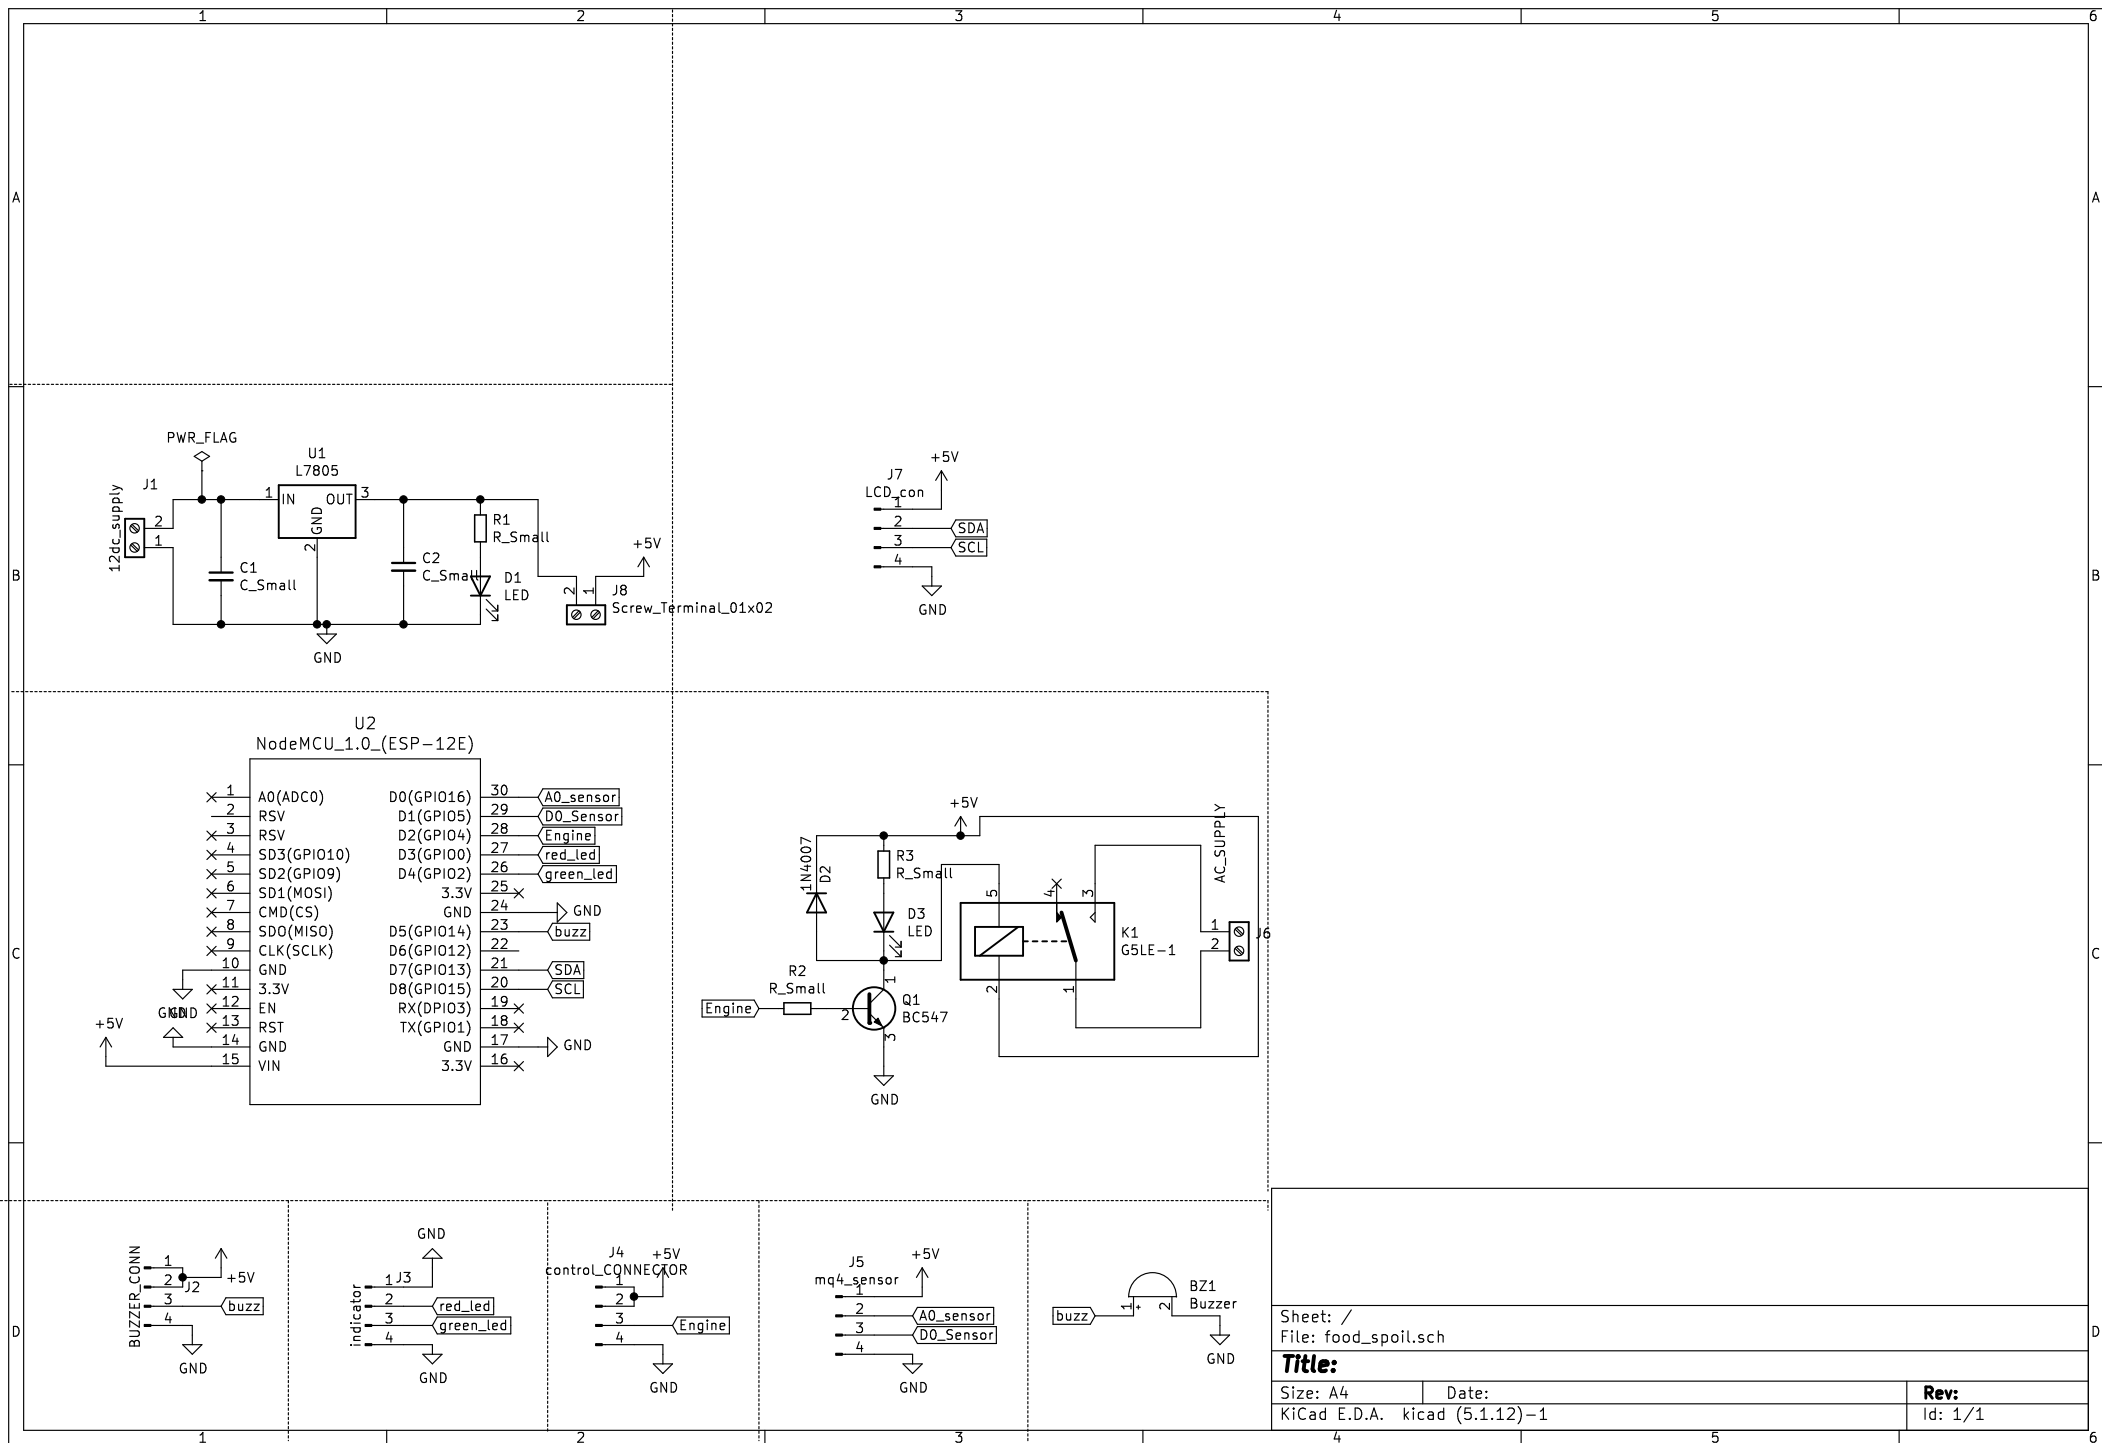 1 2 3 4 5 6
A A
PWR_FLAG
U1
L7805
J1
12dc_supply
2
1
1 IN OUT 3
GND
2
C1
C_Small
C2
C_Small
R1
R_Small
D1
LED
+5V
2 1
J8
Screw_Terminal_01x02
GND
J7
LCD_con
+5V
1
2 SDA
3 SCL
4
GND
B B
U2
NodeMCU_1.0_(ESP-12E)
1 A0(ADC0) D0(GPIO16) 30 A0_sensor
2 RSV D1(GPIO5) 29 D0_Sensor
3 RSV D2(GPIO4) 28 Engine
4 SD3(GPIO10) D3(GPIO0) 27 red_led
5 SD2(GPIO9) D4(GPIO2) 26 green_led
6 SD1(MOSI) 3.3V 25
7 CMD(CS) GND 24 GND
8 SDO(MISO) D5(GPIO14) 23 buzz
9 CLK(SCLK) D6(GPIO12) 22
10 GND D7(GPIO13) 21 SDA
11 3.3V D8(GPIO15) 20 SCL
12 EN RX(DPIO3) 19
13 RST TX(GPIO1) 18
14 GND GND 17 GND
15 VIN 3.3V 16
GND
GND
+5V
+5V
1N4007
D2
R3
R_Small
D3
LED
R2
R_Small
Engine
1
2
3
Q1
BC547
GND
5 4 3
2 1
K1
G5LE-1
AC_SUPPLY
1
2
J6
C C
BUZZER_CONN
1
2 J2
3 buzz
4
+5V
GND
GND
indicator
1 J3
2 red_led
3 green_led
4
GND
J4 +5V
control_CONNECTOR
1
2
3 Engine
4
GND
J5 +5V
mq4_sensor
1
2 A0_sensor
3 D0_Sensor
4
GND
buzz
1 + 2
BZ1
Buzzer
GND
D D
Sheet: /
File: food_spoil.sch
Title:
Size: A4 Date: Rev:
KiCad E.D.A. kicad (5.1.12)-1 Id: 1/1
1 2 3 4 5 6